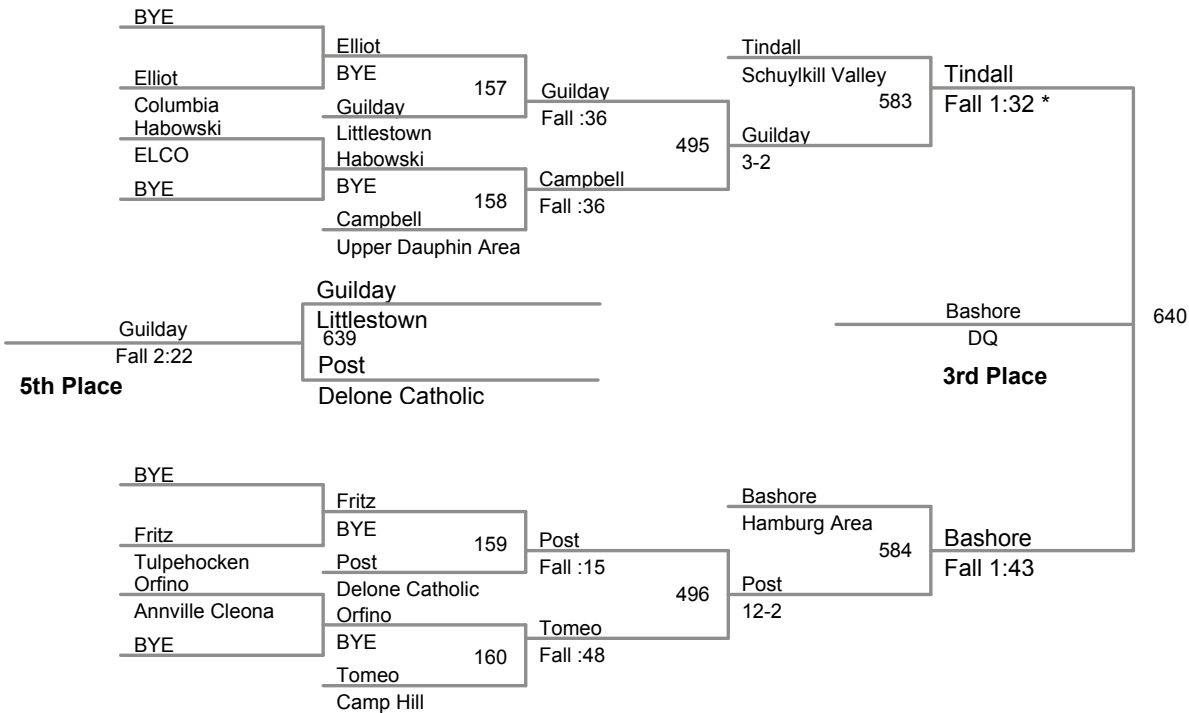 BYE
Elliot
Columbia
Habowski
ELCO
BYE
Elliot
BYE
157
Guilday
Littlestown
Habowski
BYE
158
Campbell
Upper Dauphin Area
Guilday
Fall :36
495
Campbell
Fall :36
Tindall
Schuylkill Valley
583
Guilday
3-2
Tindall
Fall 1:32 *
Guilday
Littlestown
639
Post
Delone Catholic
Guilday
Fall 2:22
5th Place
Bashore
DQ
3rd Place
640
BYE
Fritz
Tulpehocken
Orfino
Annville Cleona
BYE
Fritz
BYE
159
Post
Delone Catholic
Orfino
BYE
160
Tomeo
Camp Hill
Post
Fall :15
496
Tomeo
Fall :48
Bashore
Hamburg Area
584
Post
12-2
Bashore
Fall 1:43